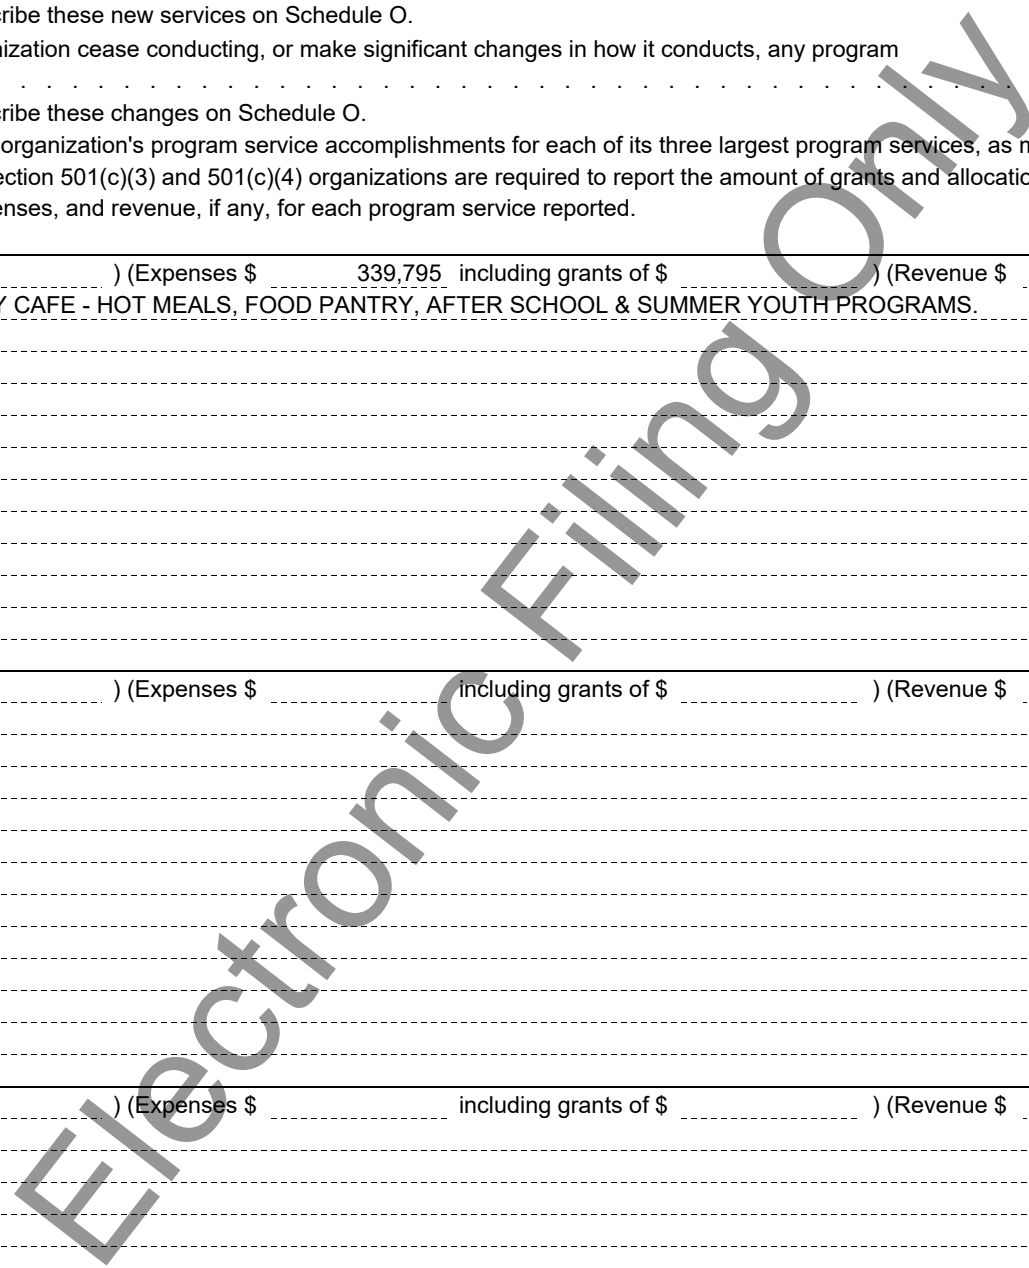 cribe these new services on Schedule O.
nization cease conducting, or make significant changes in how it conducts, any program
. . . . . . . . . . . . . . . . . . . . . . . . . . . . . . . . . . . . . . .
cribe these changes on Schedule O.
organization's program service accomplishments for each of its three largest program services, as m
ection 501(c)(3) and 501(c)(4) organizations are required to report the amount of grants and allocatio
enses, and revenue, if any, for each program service reported.
) (Expenses $ 339,795 including grants of $ ) (Revenue $
Y CAFE - HOT MEALS, FOOD PANTRY, AFTER SCHOOL & SUMMER YOUTH PROGRAMS.
) (Expenses $ including grants of $ ) (Revenue $
) (Expenses $ including grants of $ ) (Revenue $
Electronic Filing Only